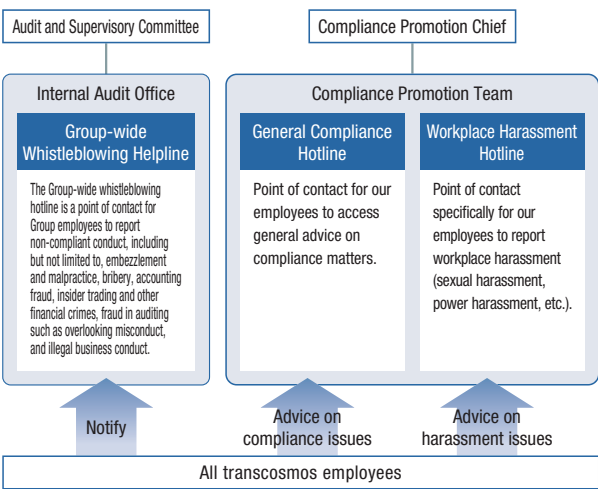 Audit and Supervisory Committee
Compliance Promotion Chief
Internal Audit Office
Group-wide
Whistleblowing Helpline
The Group-wide whistleblowing
hotline is a point of contact for
Group employees to report
non-compliant conduct, including
but not limited to, embezzlement
and malpractice, bribery, accounting
fraud, insider trading and other
financial crimes, fraud in auditing
such as overlooking misconduct,
and illegal business conduct.
Compliance Promotion Team
General Compliance
Hotline
Point of contact for our
employees to access
general advice on
compliance matters.
Workplace Harassment
Hotline
Point of contact
specifically for our
employees to report
workplace harassment
(sexual harassment,
power harassment, etc.).
Notify
Advice on
compliance issues
Advice on
harassment issues
All transcosmos employees